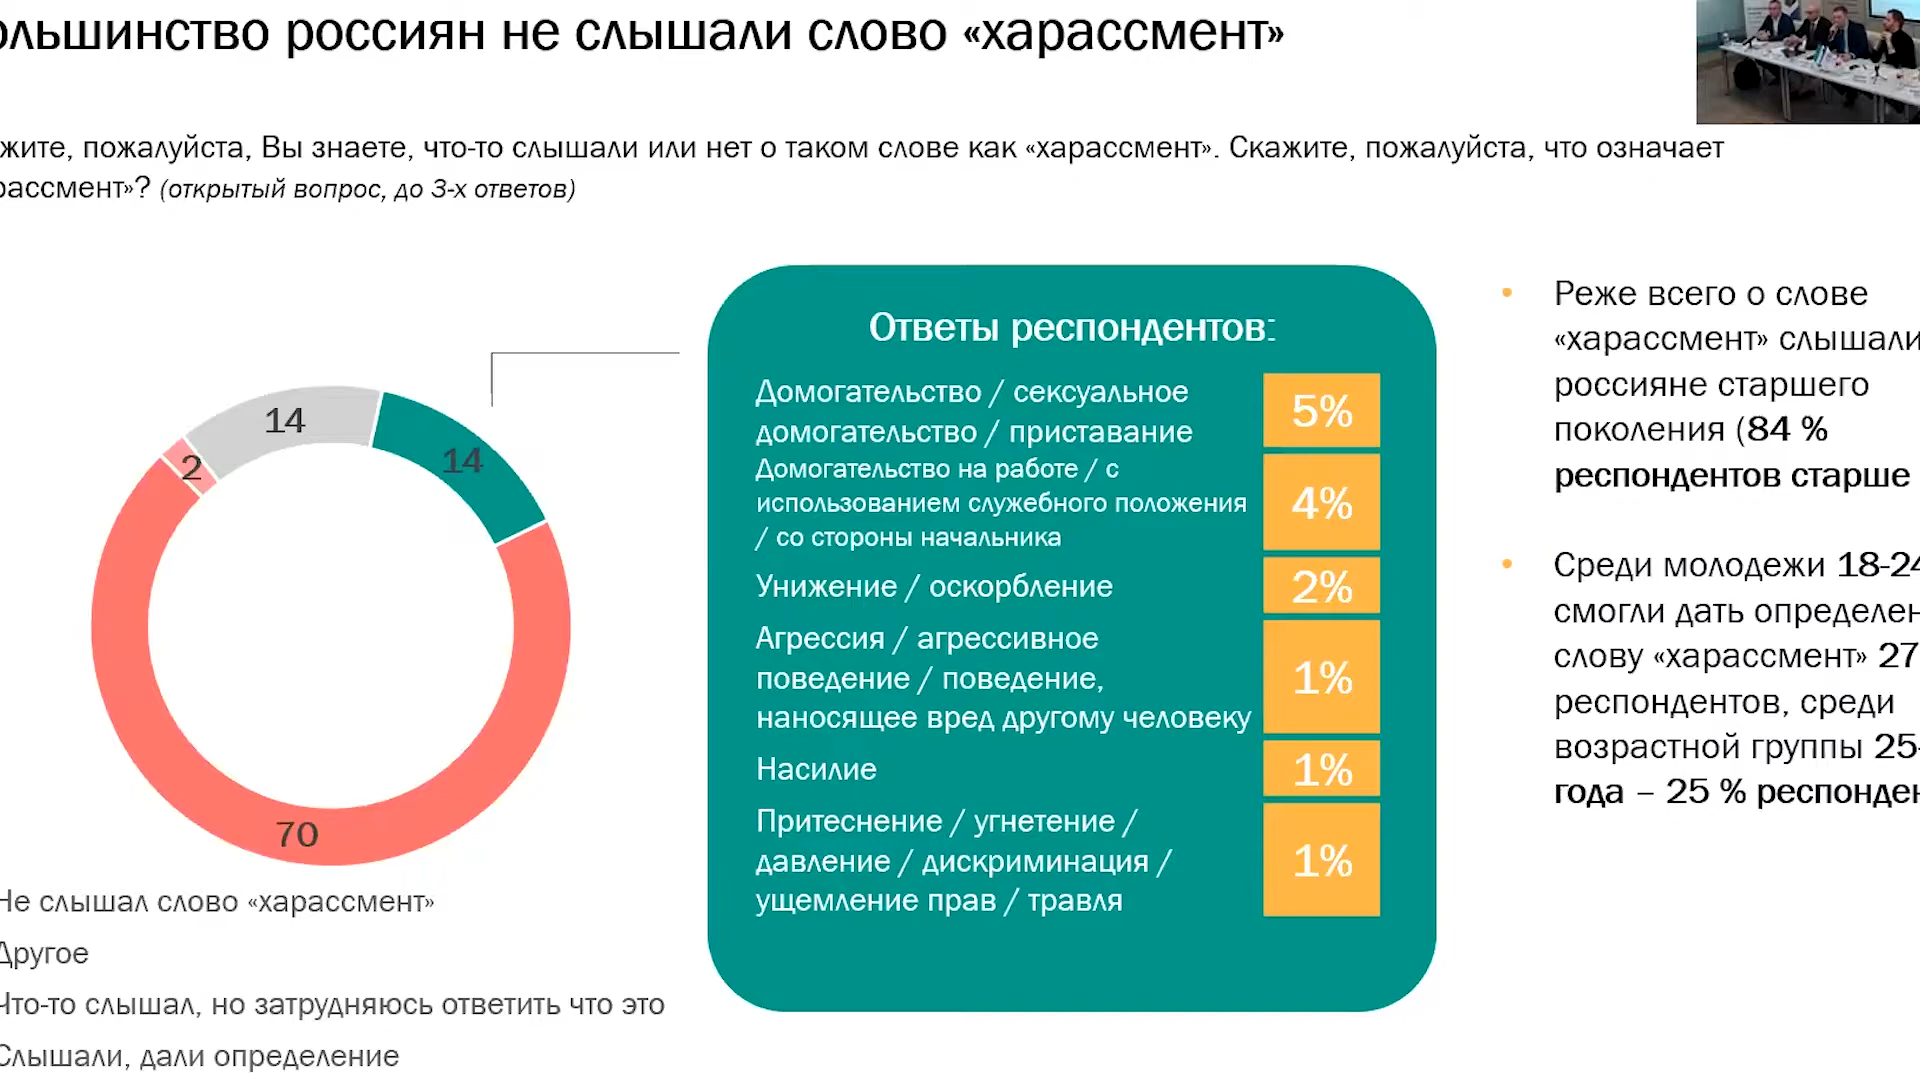 ольшинство россиян не слышали слово «харассмент»
жите, пожалуйста, Вы знаете, что-то слышали или нет о таком слове как «харассмент». Скажите, пожалуйста, что означает
рассмент»? (открытый вопрос, до 3-х ответов)
14
14
2
70
Не слышал слово «харассмент»
Другое
Что-то слышал, но затрудняюсь ответить что это
Слышали, дали определение
Ответы респондентов:
Домогательство / сексуальное
домогательство / приставание
5%
Домогательство на работе / с
использованием служебного положения
/ со стороны начальника
4%
Унижение / оскорбление
2%
Агрессия / агрессивное
поведение / поведение,
наносящее вред другому человеку
1%
Насилие
1%
Притеснение / угнетение /
давление / дискриминация /
ущемление прав / травля
1%
• Реже всего о слове
«харассмент» слышали
россияне старшего
поколения (84 %
респондентов старше
• Среди молодежи 18-24
смогли дать определен
слову «харассмент» 27
респондентов, среди
возрастной группы 25-
года – 25 % респонден